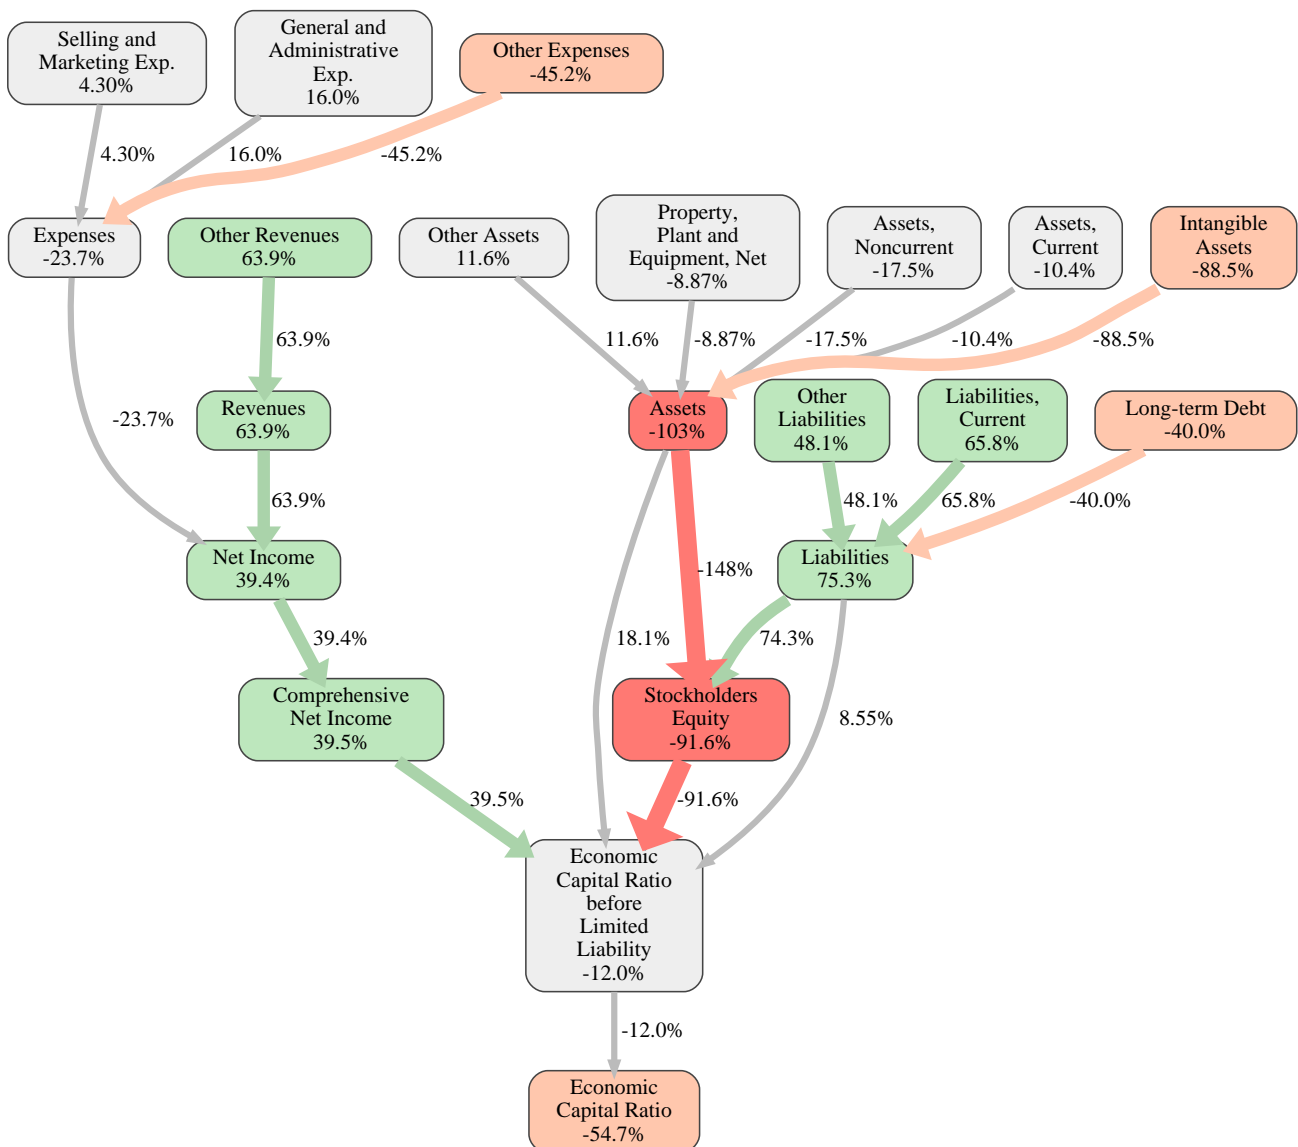 Selling and
Marketing Exp.
4.30%
General and
Administrative
Exp.
16.0%
Other Expenses
-45.2%
4.30%
16.0%
-45.2%
Expenses
-23.7%
Other Revenues
63.9%
Other Assets
11.6%
Property,
Plant and
Equipment, Net
-8.87%
Assets,
Noncurrent
-17.5%
Assets,
Current
-10.4%
Intangible
Assets
-88.5%
63.9%
11.6%
-8.87%
-17.5%
-10.4%
-88.5%
-23.7%
Revenues
63.9%
Assets
-103%
Other
Liabilities
48.1%
Liabilities,
Current
65.8%
Long-term Debt
-40.0%
63.9%
48.1%
65.8%
-40.0%
Net Income
39.4%
-148%
Liabilities
75.3%
39.4%
18.1%
74.3%
8.55%
Comprehensive
Net Income
39.5%
Stockholders
Equity
-91.6%
39.5%
-91.6%
Economic
Capital Ratio
before
Limited
Liability
-12.0%
-12.0%
Economic
Capital Ratio
-54.7%